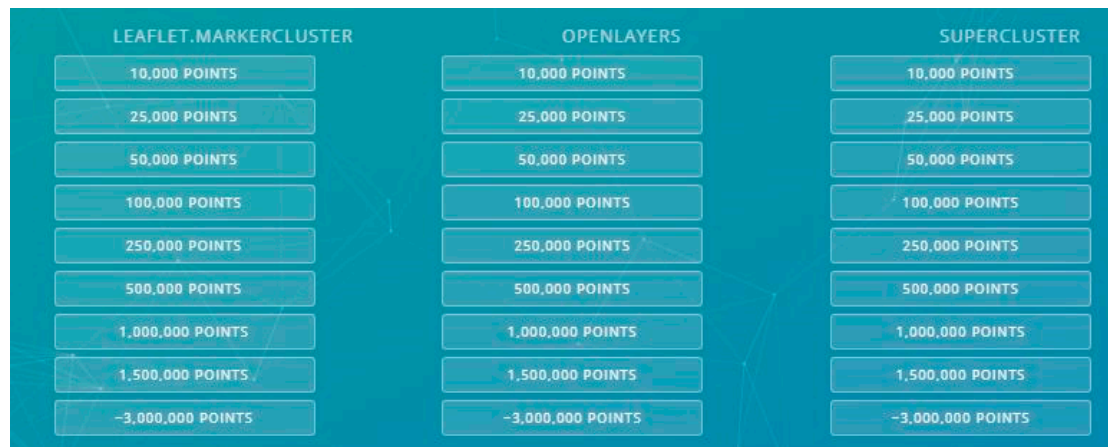 LEAFLET.MARKERCLUSTER OPENLAYERS SUPERCLUSTER
10,000 POINTS 10,000 POINTS 10,000 POINTS
25,000 POINTS 25,000 POINTS 25,000 POINTS
50,000 POINTS 50,000 POINTS 50,000 POINTS
100,000 POINTS 100,000 POINTS 100,000 POINTS
250,000 POINTS 250,000 POINTS 250,000 POINTS
500,000 POINTS 500,000 POINTS 500,000 POINTS
1,000,000 POINTS 1,000,000 POINTS 1,000,000 POINTS
1,500,000 POINTS 1,500,000 POINTS 1,500,000 POINTS
~3,000,000 POINTS ~3,000,000 POINTS ~3,000,000 POINTS